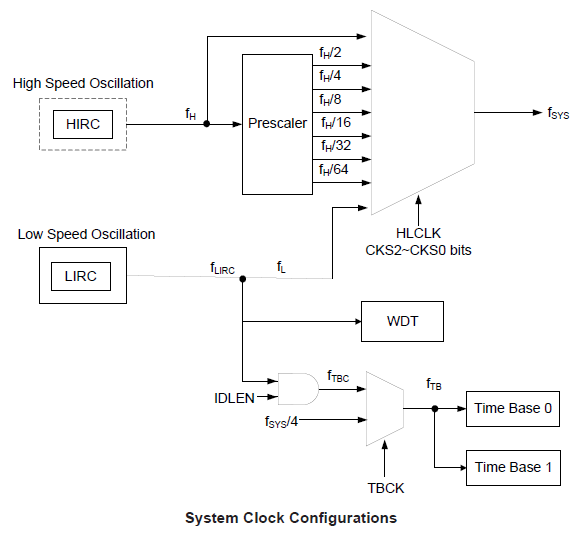 High Speed Oscillation
HIRC
fH
Prescaler
fH/2
fH/4
fH/8
fH/16
fH/32
fH/64
fSYS
HLCLK
CKS2~CKS0 bits
Low Speed Oscillation
LIRC
fLIRC
fL
WDT
IDLEN
fTBC
fSYS/4
fTB
Time Base 0
Time Base 1
TBCK
System Clock Configurations